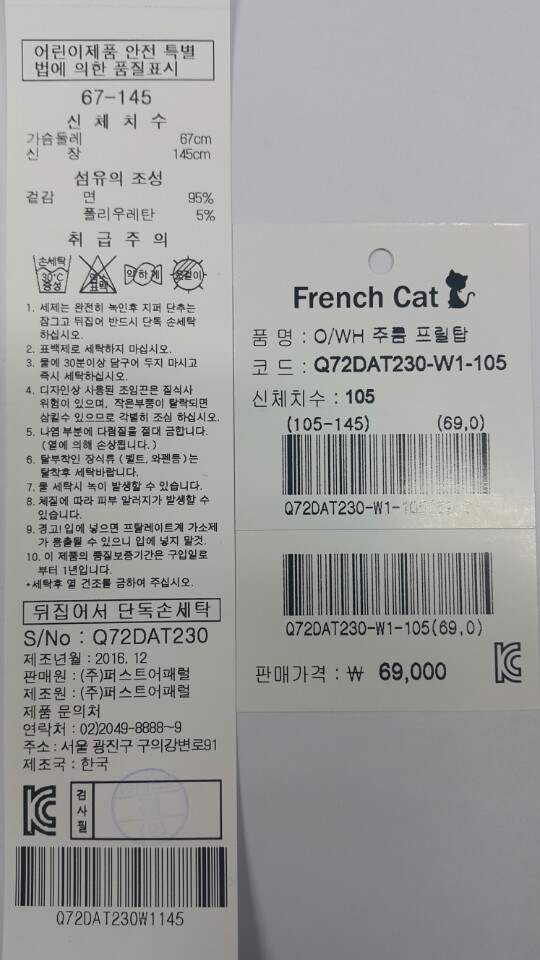 어린이제품 안전 특별
법에 의한 품질표시
67-145
신 체 치 수
가슴둘레 67cm
신 장 145cm
섬유의 조성
겉감 면 95%
폴리우레탄 5%
취 급 주 의
손세탁 30°C 중성
염소 표백
약하게
옷걸이
1. 세제는 완전히 녹인후 지퍼 단추는
잠그고 뒤집어 반드시 단독 손세탁
하십시오.
2. 표백제로 세탁하지 마십시오.
3. 물에 30분이상 담구어 두지 마시고
즉시 세탁하십시오.
4. 디자인상 사용된 조임끈은 질식사
위험이 있으며, 작은부품이 탈락되면
삼킬수 있으므로 각별히 조심 하십시오.
5. 나염 부분에 다림질을 절대 금합니다.
(열에 의해 손상됩니다.)
6. 탈부착인 장식류 (벨트, 와펜등)는
탈착후 세탁바랍니다.
7. 물 세탁시 녹이 발생할 수 있습니다.
8. 체질에 따라 피부 알러지가 발생할 수
있습니다.
9. 경고! 입에 넣으면 프탈레이트계 가소제
가 용출될 수 있으니 입에 넣지 말것.
10. 이 제품의 품질보증기간은 구입일로
부터 1년입니다.
*세탁후 열 건조를 금하여 주십시오.
뒤집어서 단독손세탁
S/No : Q72DAT230
제조년월 : 2016. 12
판매원 : (주)퍼스트어패럴
제조원 : (주)퍼스트어패럴
제품 문의처
연락처 : 02)2049-8888~9
주소 : 서울 광진구 구의강변로91
제조국 : 한국
검사필
Q72DAT230W1145
French Cat
품 명 : O/WH 주름 프릴탑
코 드 : Q72DAT230-W1-105
신체치수 : 105
(105-145) (69,0)
Q72DAT230-W1-105
Q72DAT230-W1-105(69,0)
판매가격 : ₩ 69,000